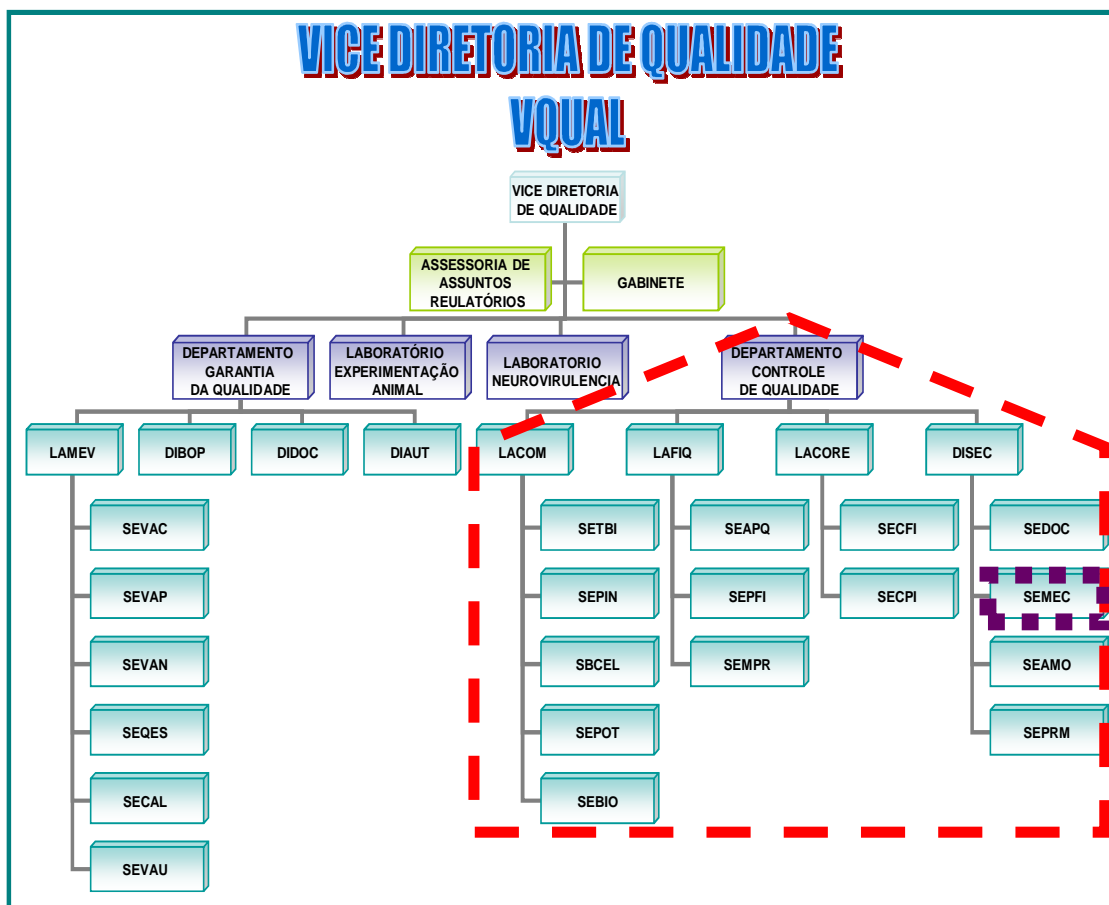 VICE DIRETORIA DE QUALIDADE
VQUAL
VICE DIRETORIA
DE QUALIDADE
ASSESSORIA DE
ASSUNTOS
REULATÓRIOS
GABINETE
DEPARTAMENTO
GARANTIA
DA QUALIDADE
LABORATÓRIO
EXPERIMENTAÇÃO
ANIMAL
LABORATORIO
NEUROVIRULENCIA
DEPARTAMENTO
CONTROLE
DE QUALIDADE
LAMEV
DIBOP
DIDOC
DIAUT
LACOM
LAFIQ
LACORE
DISEC
SEVAC
SEVAP
SEVAN
SEQES
SECAL
SEVAU
SETBI
SEPIN
SBCEL
SEPOT
SEBIO
SEAPQ
SEPFI
SEMPR
SECFI
SECPI
SEDOC
SEMEC
SEAMO
SEPRM